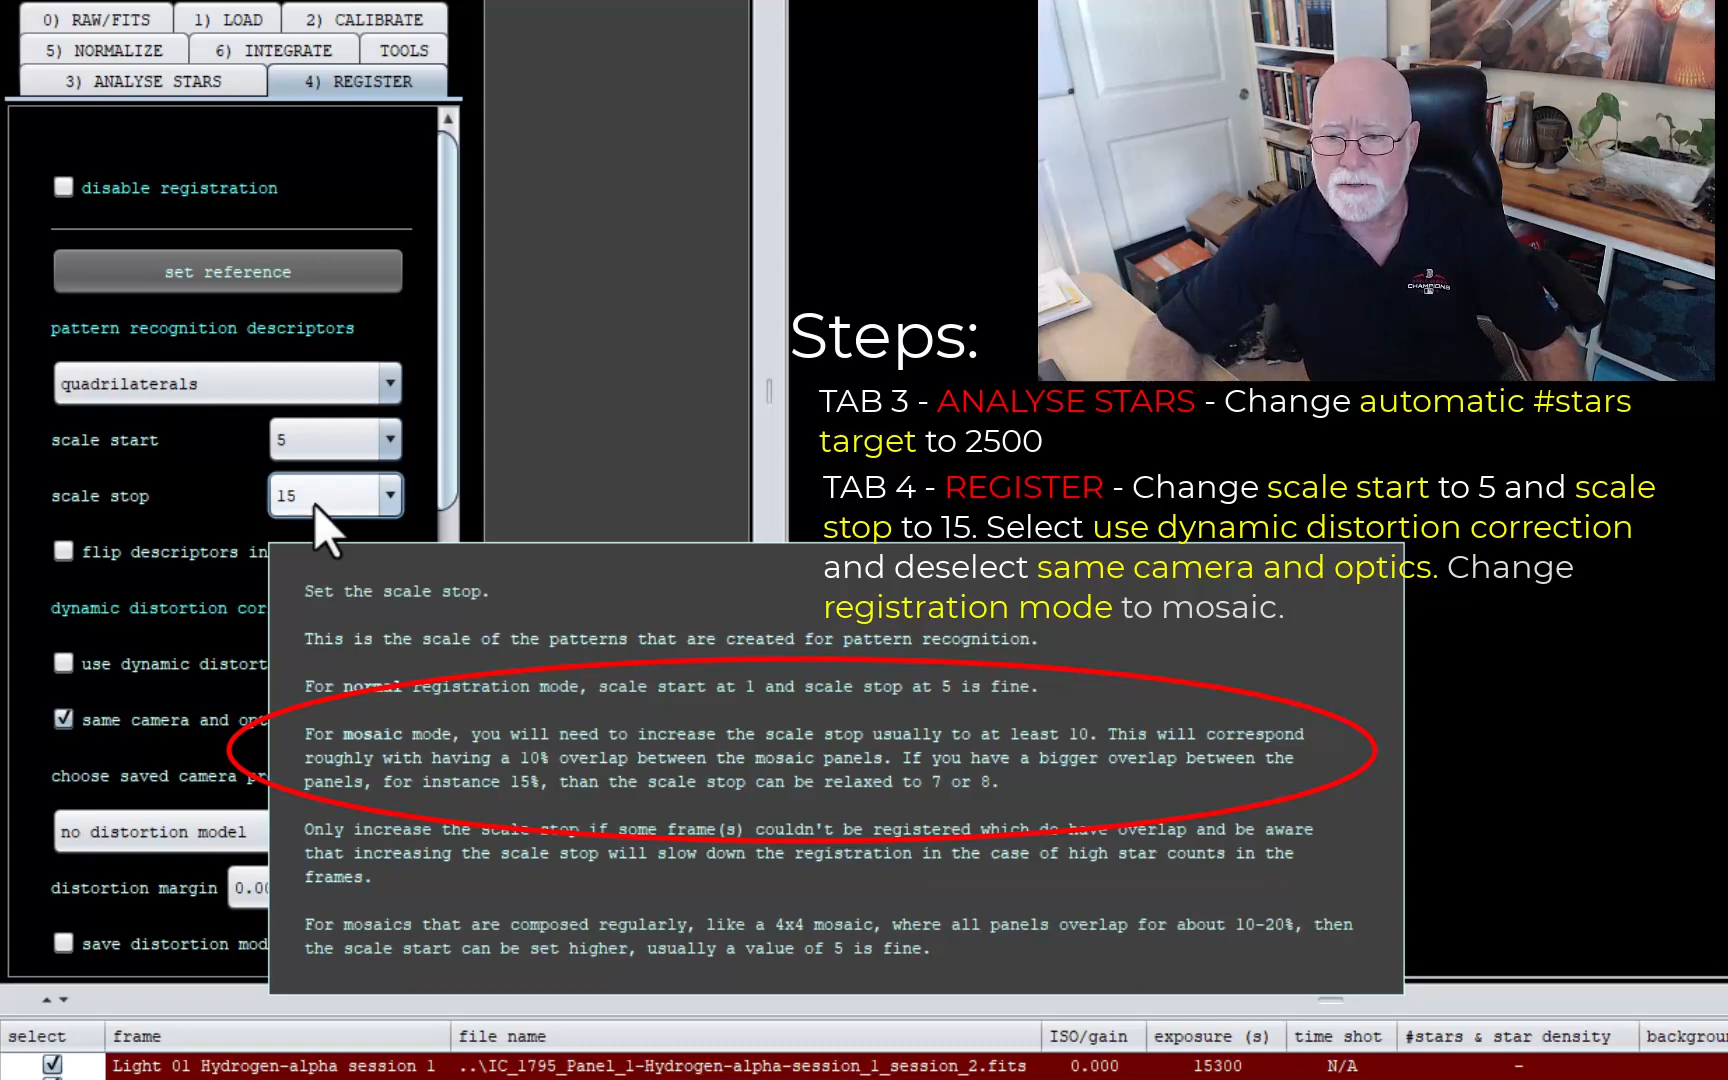 0) RAW/FITS
1) LOAD
2) CALIBRATE
5) NORMALIZE
6) INTEGRATE
TOOLS
3) ANALYSE STARS
4) REGISTER
disable registration
set reference
pattern recognition descriptors
quadrilaterals
scale start
5
scale stop
15
flip descriptors in
dynamic distortion cor
use dynamic distort
same camera and opt
choose saved camera pr
no distortion model
distortion margin
0.00
save distortion mod
CHAMPIONS
Steps:
TAB 3 - ANALYSE STARS - Change automatic #stars
target to 2500
TAB 4 - REGISTER - Change scale start to 5 and scale
stop to 15. Select use dynamic distortion correction
and deselect same camera and optics. Change
registration mode to mosaic.
Set the scale stop.
This is the scale of the patterns that are created for pattern recognition.
For normal registration mode, scale start at 1 and scale stop at 5 is fine.
For mosaic mode, you will need to increase the scale stop usually to at least 10. This will correspond
roughly with having a 10% overlap between the mosaic panels. If you have a bigger overlap between the
panels, for instance 15%, than the scale stop can be relaxed to 7 or 8.
Only increase the scale stop if some frame(s) couldn't be registered which do have overlap and be aware
that increasing the scale stop will slow down the registration in the case of high star counts in the
frames.
For mosaics that are composed regularly, like a 4x4 mosaic, where all panels overlap for about 10-20%, then
the scale start can be set higher, usually a value of 5 is fine.
select frame file name ISO/gain exposure (s) time shot #stars & star density backgrou
Light 01 Hydrogen-alpha session 1 ..\IC_1795_Panel_1-Hydrogen-alpha-session_1_session_2.fits 0.000 15300 N/A -